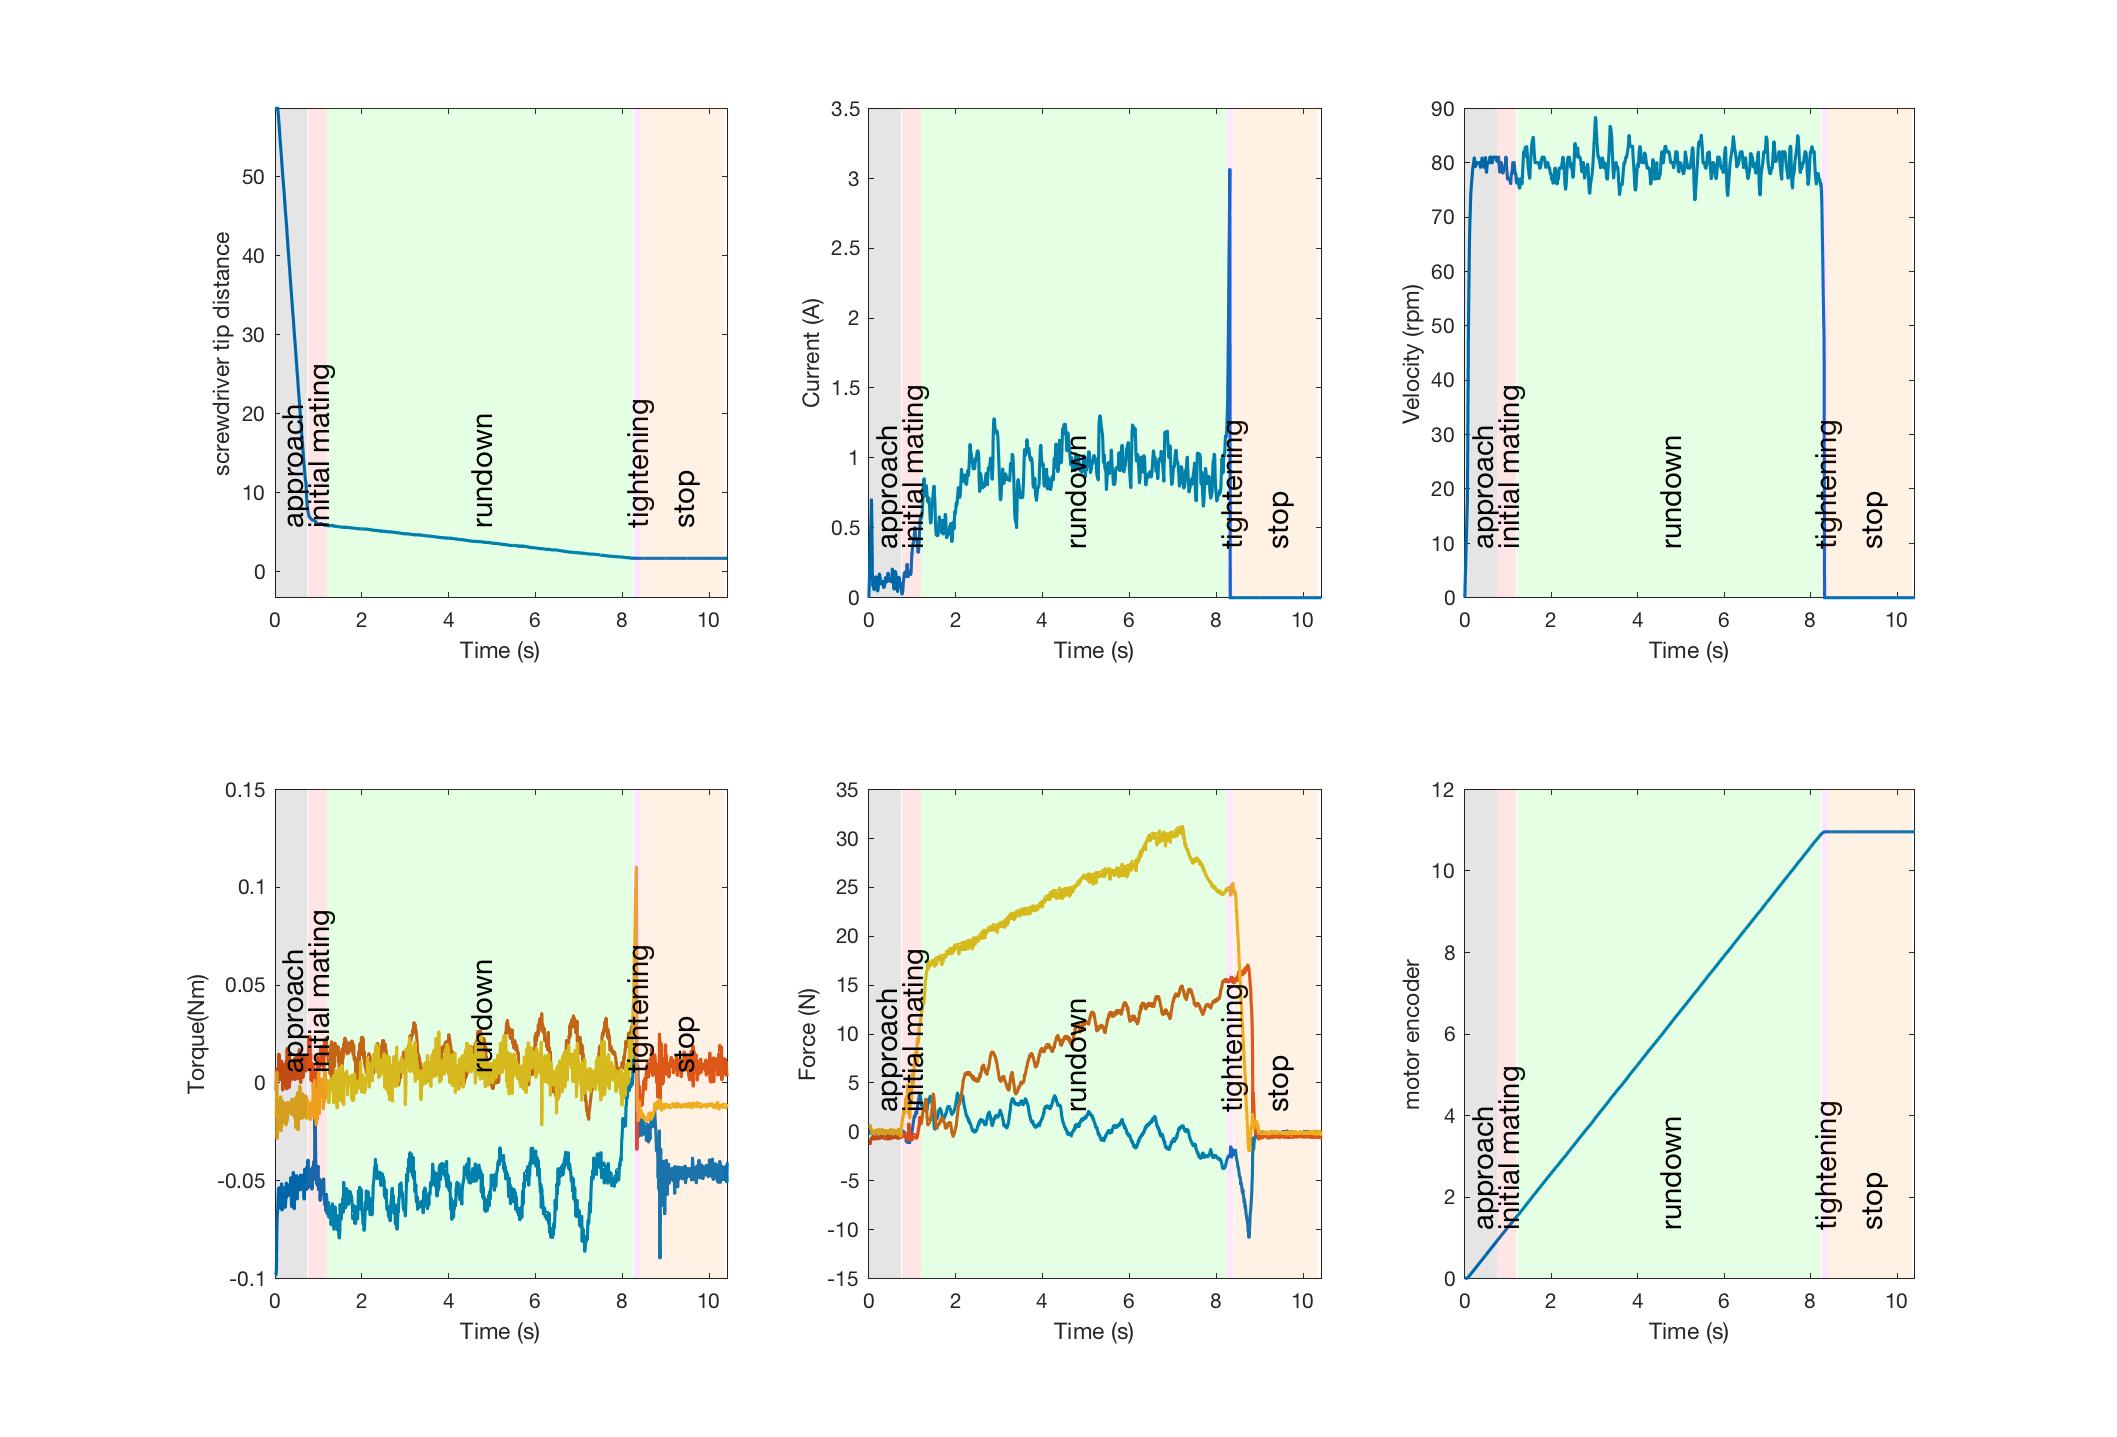 50
40
30
20
10
0
screwdriver tip distance
approach
initial mating
rundown
tightening
stop
0 2 4 6 8 10
Time (s)
3.5
3
2.5
2
1.5
1
0.5
0
Current (A)
approach
initial mating
rundown
tightening
stop
0 2 4 6 8 10
Time (s)
90
80
70
60
50
40
30
20
10
0
Velocity (rpm)
approach
initial mating
rundown
tightening
stop
0 2 4 6 8 10
Time (s)
0.15
0.1
0.05
0
-0.05
-0.1
Torque(Nm)
approach
initial mating
rundown
tightening
stop
0 2 4 6 8 10
Time (s)
35
30
25
20
15
10
5
0
-5
-10
-15
Force (N)
approach
initial mating
rundown
tightening
stop
0 2 4 6 8 10
Time (s)
12
10
8
6
4
2
0
motor encoder
approach
initial mating
rundown
tightening
stop
0 2 4 6 8 10
Time (s)